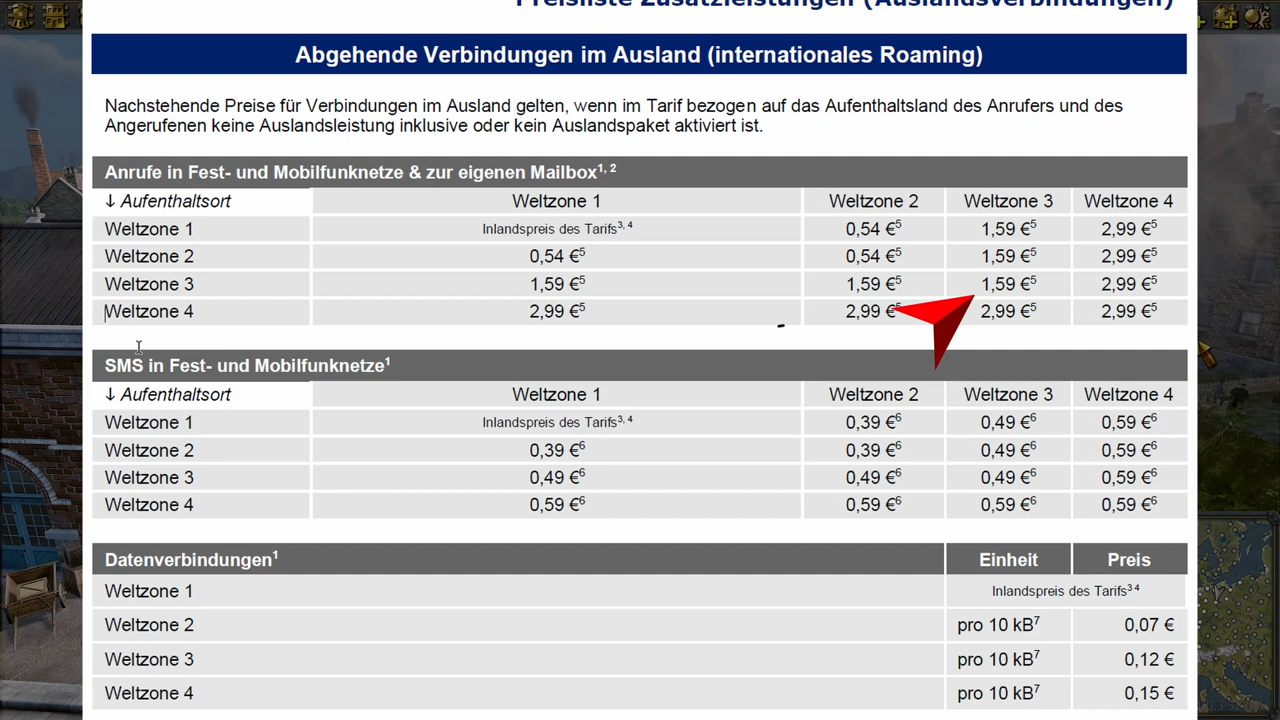 Preisliste Zusatzleistungen (Auslandsverbindungen)
Abgehende Verbindungen im Ausland (internationales Roaming)
Nachstehende Preise für Verbindungen im Ausland gelten, wenn im Tarif bezogen auf das Aufenthaltsland des Anrufers und des
Angerufenen keine Auslandsleistung inklusive oder kein Auslandspaket aktiviert ist.
Anrufe in Fest- und Mobilfunknetze & zur eigenen Mailbox¹, ²
↓ Aufenthaltsort Weltzone 1 Weltzone 2 Weltzone 3 Weltzone 4
Weltzone 1 Inlandspreis des Tarifs³, ⁴ 0,54 €⁵ 1,59 €⁵ 2,99 €⁵
Weltzone 2 0,54 €⁵ 0,54 €⁵ 1,59 €⁵ 2,99 €⁵
Weltzone 3 1,59 €⁵ 1,59 €⁵ 1,59 €⁵ 2,99 €⁵
Weltzone 4 2,99 €⁵ 2,99 €⁵ 2,99 €⁵ 2,99 €⁵
SMS in Fest- und Mobilfunknetze¹
↓ Aufenthaltsort Weltzone 1 Weltzone 2 Weltzone 3 Weltzone 4
Weltzone 1 Inlandspreis des Tarifs³, ⁴ 0,39 €⁶ 0,49 €⁶ 0,59 €⁶
Weltzone 2 0,39 €⁶ 0,39 €⁶ 0,49 €⁶ 0,59 €⁶
Weltzone 3 0,49 €⁶ 0,49 €⁶ 0,49 €⁶ 0,59 €⁶
Weltzone 4 0,59 €⁶ 0,59 €⁶ 0,59 €⁶ 0,59 €⁶
Datenverbindungen¹ Einheit Preis
Weltzone 1 Inlandspreis des Tarifs³ ⁴
Weltzone 2 pro 10 kB⁷ 0,07 €
Weltzone 3 pro 10 kB⁷ 0,12 €
Weltzone 4 pro 10 kB⁷ 0,15 €